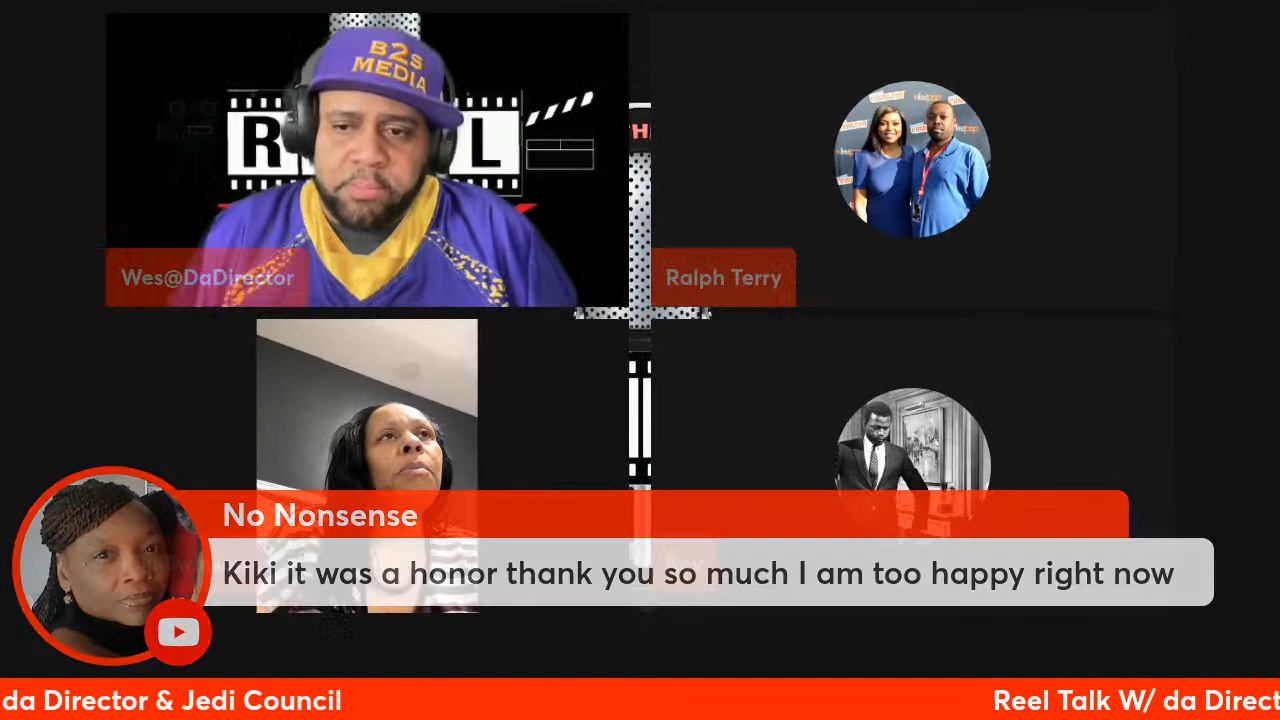 B2s
MEDIA
R
L
TH
Wes@DaDirector
Ralph Terry
No Nonsense
Kiki it was a honor thank you so much I am too happy right now
da Director & Jedi Council
Reel Talk W/ da Direct